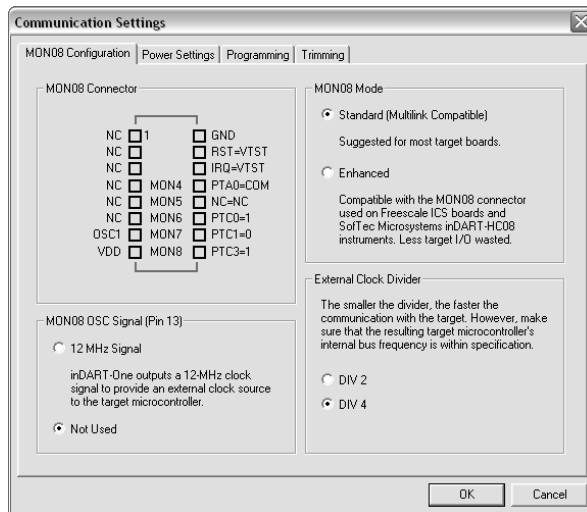 Communication Settings
MON08 Configuration
Power Settings
Programming
Trimming
MON08 Connector
NC 1 GND
NC RST=VTST
NC IRQ=VTST
NC MON4 PTA0=COM
NC MON5 NC=NC
NC MON6 PTC0=1
OSC1 MON7 PTC1=0
VDD MON8 PTC3=1
MON08 OSC Signal (Pin 13)
12 MHz Signal
inDART-One outputs a 12-MHz clock
signal to provide an external clock source
to the target microcontroller.
Not Used
MON08 Mode
Standard (Multilink Compatible)
Suggested for most target boards.
Enhanced
Compatible with the MON08 connector
used on Freescale ICS boards and
SofTec Microsystems inDART-HC08
instruments. Less target I/O wasted.
External Clock Divider
The smaller the divider, the faster the
communication with the target. However, make
sure that the resulting target microcontroller's
internal bus frequency is within specification.
DIV 2
DIV 4
OK
Cancel